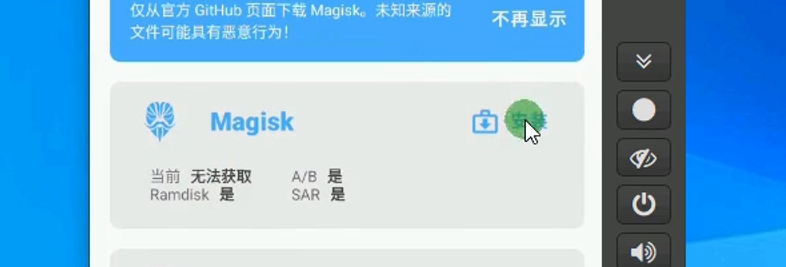 仅从官方 GitHub 页面下载 Magisk。未知来源的
文件可能具有恶意行为！
不再显示
Magisk
安装
当前 无法获取
A/B 是
Ramdisk 是
SAR 是